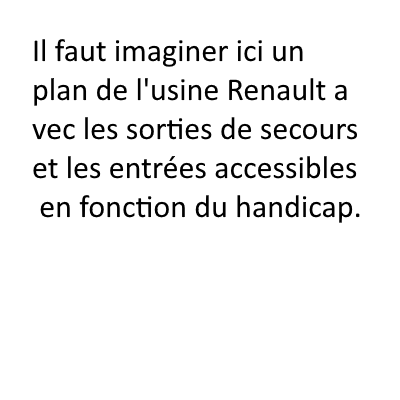 Il faut imaginer ici un
plan de l'usine Renault a
vec les sorties de secours
et les entrées accessibles
en fonction du handicap.